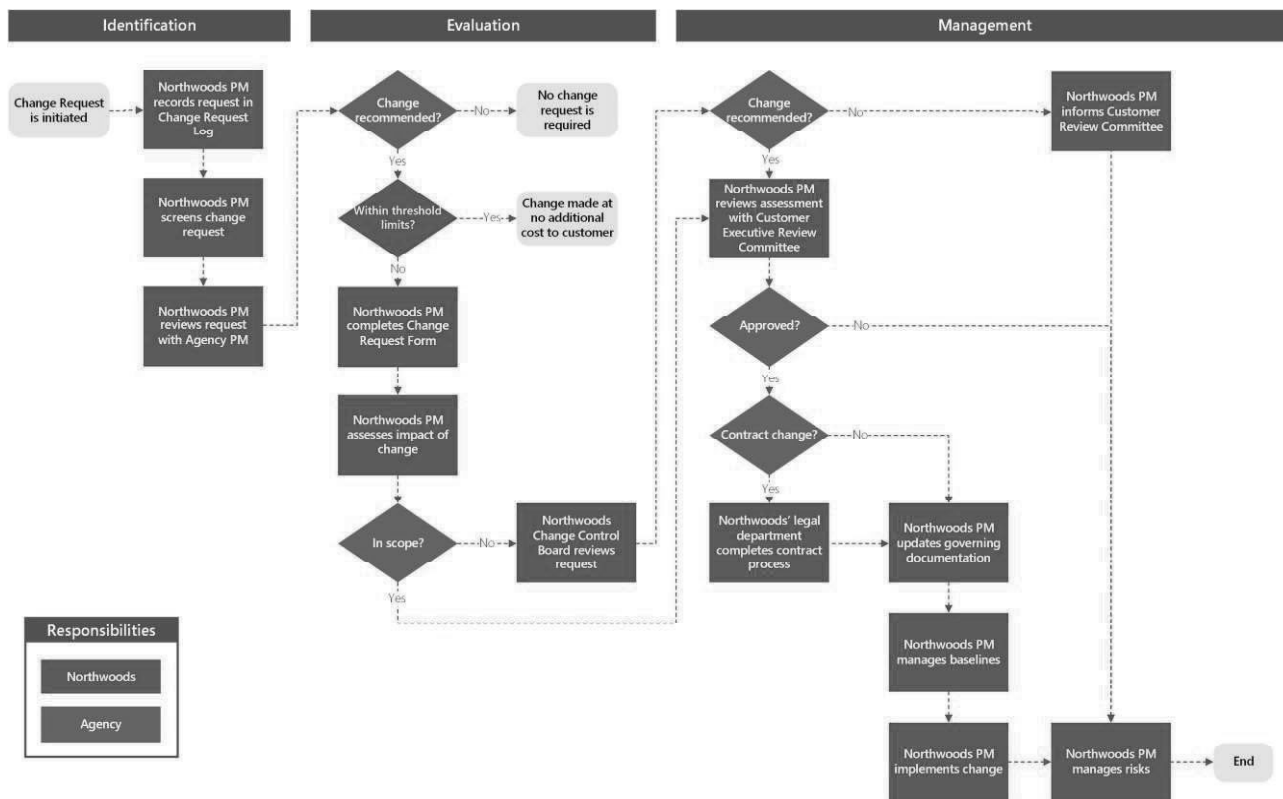 Identification
Evaluation
Management
Change Request
is initiated
Northwoods PM
records request in
Change Request
Log
Northwoods PM
screens change
request
Northwoods PM
reviews request
with Agency PM
Change
recommended?
No
No change
request is
required
Yes
Within threshold
limits?
Yes
Change made at
no additional
cost to customer
No
Northwoods PM
completes Change
Request Form
Northwoods PM
assesses impact of
change
In scope?
No
Northwoods
Change Control
Board reviews
request
Yes
Change
recommended?
No
Northwoods PM
informs Customer
Review Committee
Yes
Northwoods PM
reviews assessment
with Customer
Executive Review
Committee
Approved?
No
Yes
Contract change?
No
Yes
Northwoods' legal
department
completes contract
process
Northwoods PM
updates governing
documentation
Northwoods PM
manages baselines
Northwoods PM
implements change
Northwoods PM
manages risks
End
Responsibilities
Northwoods
Agency